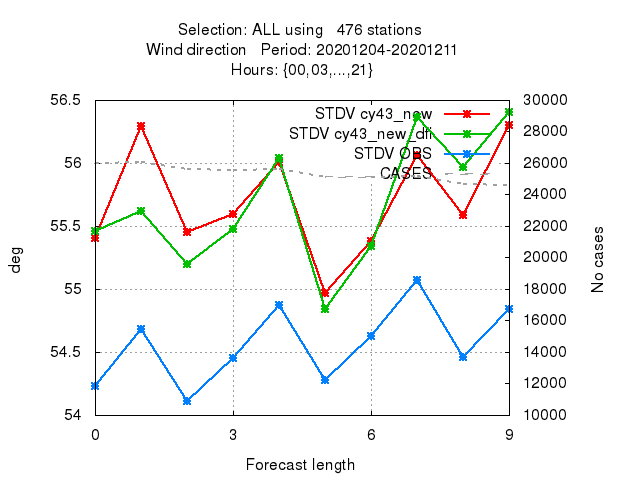 Selection: ALL using 476 stations
Wind direction Period: 20201204-20201211
Hours: {00,03,...,21}
STDV cy43_new
STDV cy43_new_dh
STDV OBS
CASES
56.5
56
55.5
55
54.5
54
deg
30000
28000
26000
24000
22000
20000
18000
16000
14000
12000
10000
No cases
0 3 6 9
Forecast length